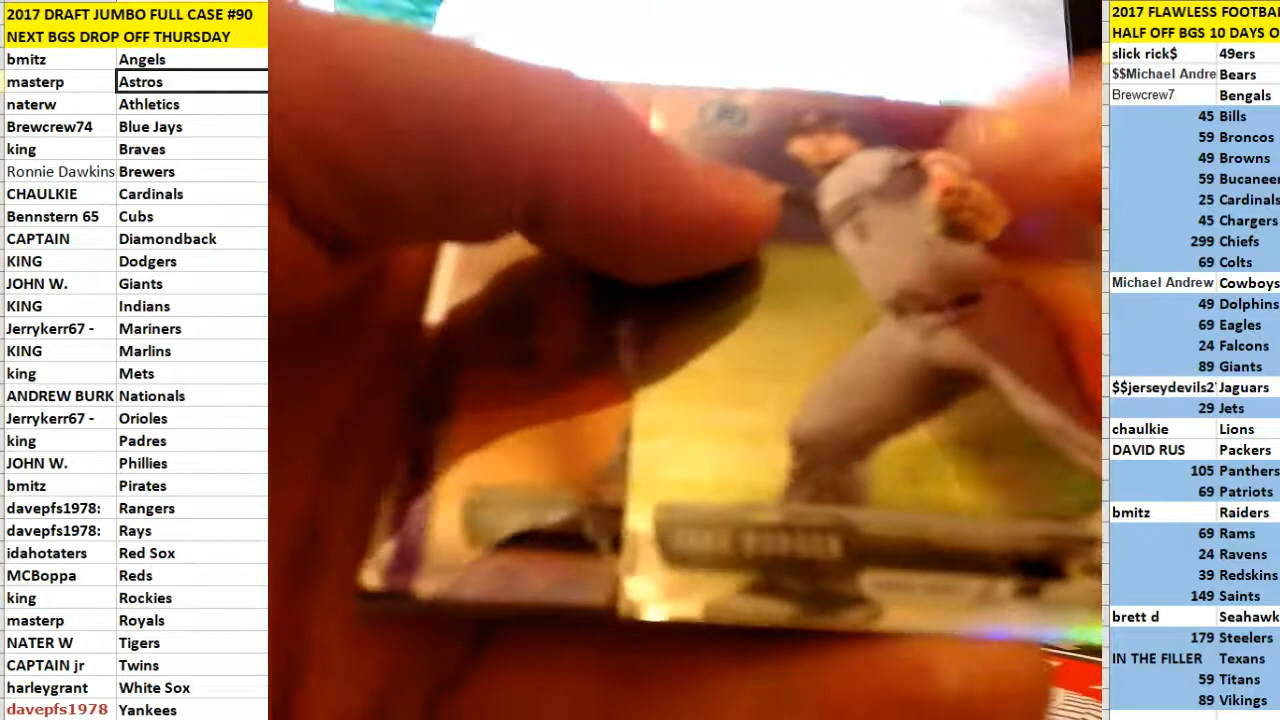 2017 DRAFT JUMBO FULL CASE #90
NEXT BGS DROP OFF THURSDAY
bmitz Angels
masterp Astros
naterw Athletics
Brewcrew74 Blue Jays
king Braves
Ronnie Dawkins Brewers
CHAULKIE Cardinals
Bennstern 65 Cubs
CAPTAIN Diamondback
KING Dodgers
JOHN W. Giants
KING Indians
Jerrykerr67 - Mariners
KING Marlins
king Mets
ANDREW BURK Nationals
Jerrykerr67 - Orioles
king Padres
JOHN W. Phillies
bmitz Pirates
davepfs1978: Rangers
davepfs1978: Rays
idahotaters Red Sox
MCBoppa Reds
king Rockies
masterp Royals
NATER W Tigers
CAPTAIN jr Twins
harleygrant White Sox
davepfs1978 Yankees
JAKE BURGER
2017 FLAWLESS FOOTBA
HALF OFF BGS 10 DAYS O
slick rick$ 49ers
$$Michael Andre Bears
Brewcrew7 Bengals
45 Bills
59 Broncos
49 Browns
59 Bucaneer
25 Cardinals
45 Chargers
299 Chiefs
69 Colts
Michael Andrew Cowboys
49 Dolphins
69 Eagles
24 Falcons
89 Giants
$$jerseydevils2 Jaguars
29 Jets
chaulkie Lions
DAVID RUS Packers
105 Panthers
69 Patriots
bmitz Raiders
69 Rams
24 Ravens
39 Redskins
149 Saints
brett d Seahawk
179 Steelers
IN THE FILLER Texans
59 Titans
89 Vikings